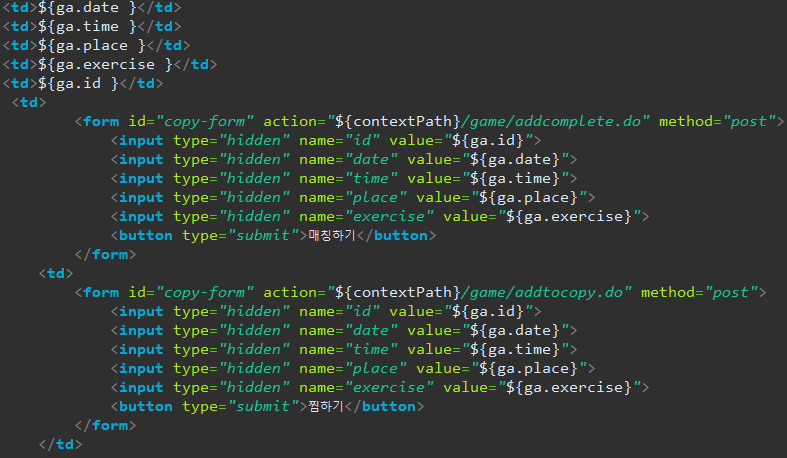 <td>${ga.date }</td>
<td>${ga.time }</td>
<td>${ga.place }</td>
<td>${ga.exercise }</td>
<td>${ga.id }</td>
<td>
<form id="copy-form" action="${contextPath}/game/addcomplete.do" method="post">
<input type="hidden" name="id" value="${ga.id}">
<input type="hidden" name="date" value="${ga.date}">
<input type="hidden" name="time" value="${ga.time}">
<input type="hidden" name="place" value="${ga.place}">
<input type="hidden" name="exercise" value="${ga.exercise}">
<button type="submit">매칭하기</button>
</form>
<td>
<form id="copy-form" action="${contextPath}/game/addtocopy.do" method="post">
<input type="hidden" name="id" value="${ga.id}">
<input type="hidden" name="date" value="${ga.date}">
<input type="hidden" name="time" value="${ga.time}">
<input type="hidden" name="place" value="${ga.place}">
<input type="hidden" name="exercise" value="${ga.exercise}">
<button type="submit">찜하기</button>
</form>
</td>